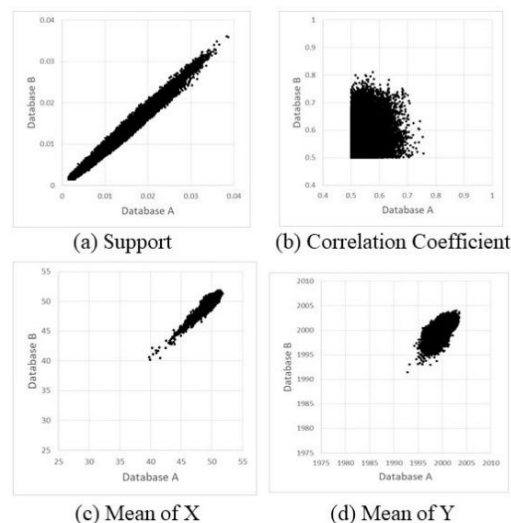 0.04
0.03
0.02
0.01
0
Database B
0 0.01 0.02 0.03 0.04
Database A
(a) Support
1
0.9
0.8
0.7
0.6
0.5
0.4
Database B
0.4 0.5 0.6 0.7 0.8 0.9 1
Database A
(b) Correlation Coefficient
55
50
45
40
35
30
25
Database B
25 30 35 40 45 50 55
Database A
(c) Mean of X
2010
2005
2000
1995
1990
1985
1980
1975
Database B
1975 1980 1985 1990 1995 2000 2005 2010
Database A
(d) Mean of Y